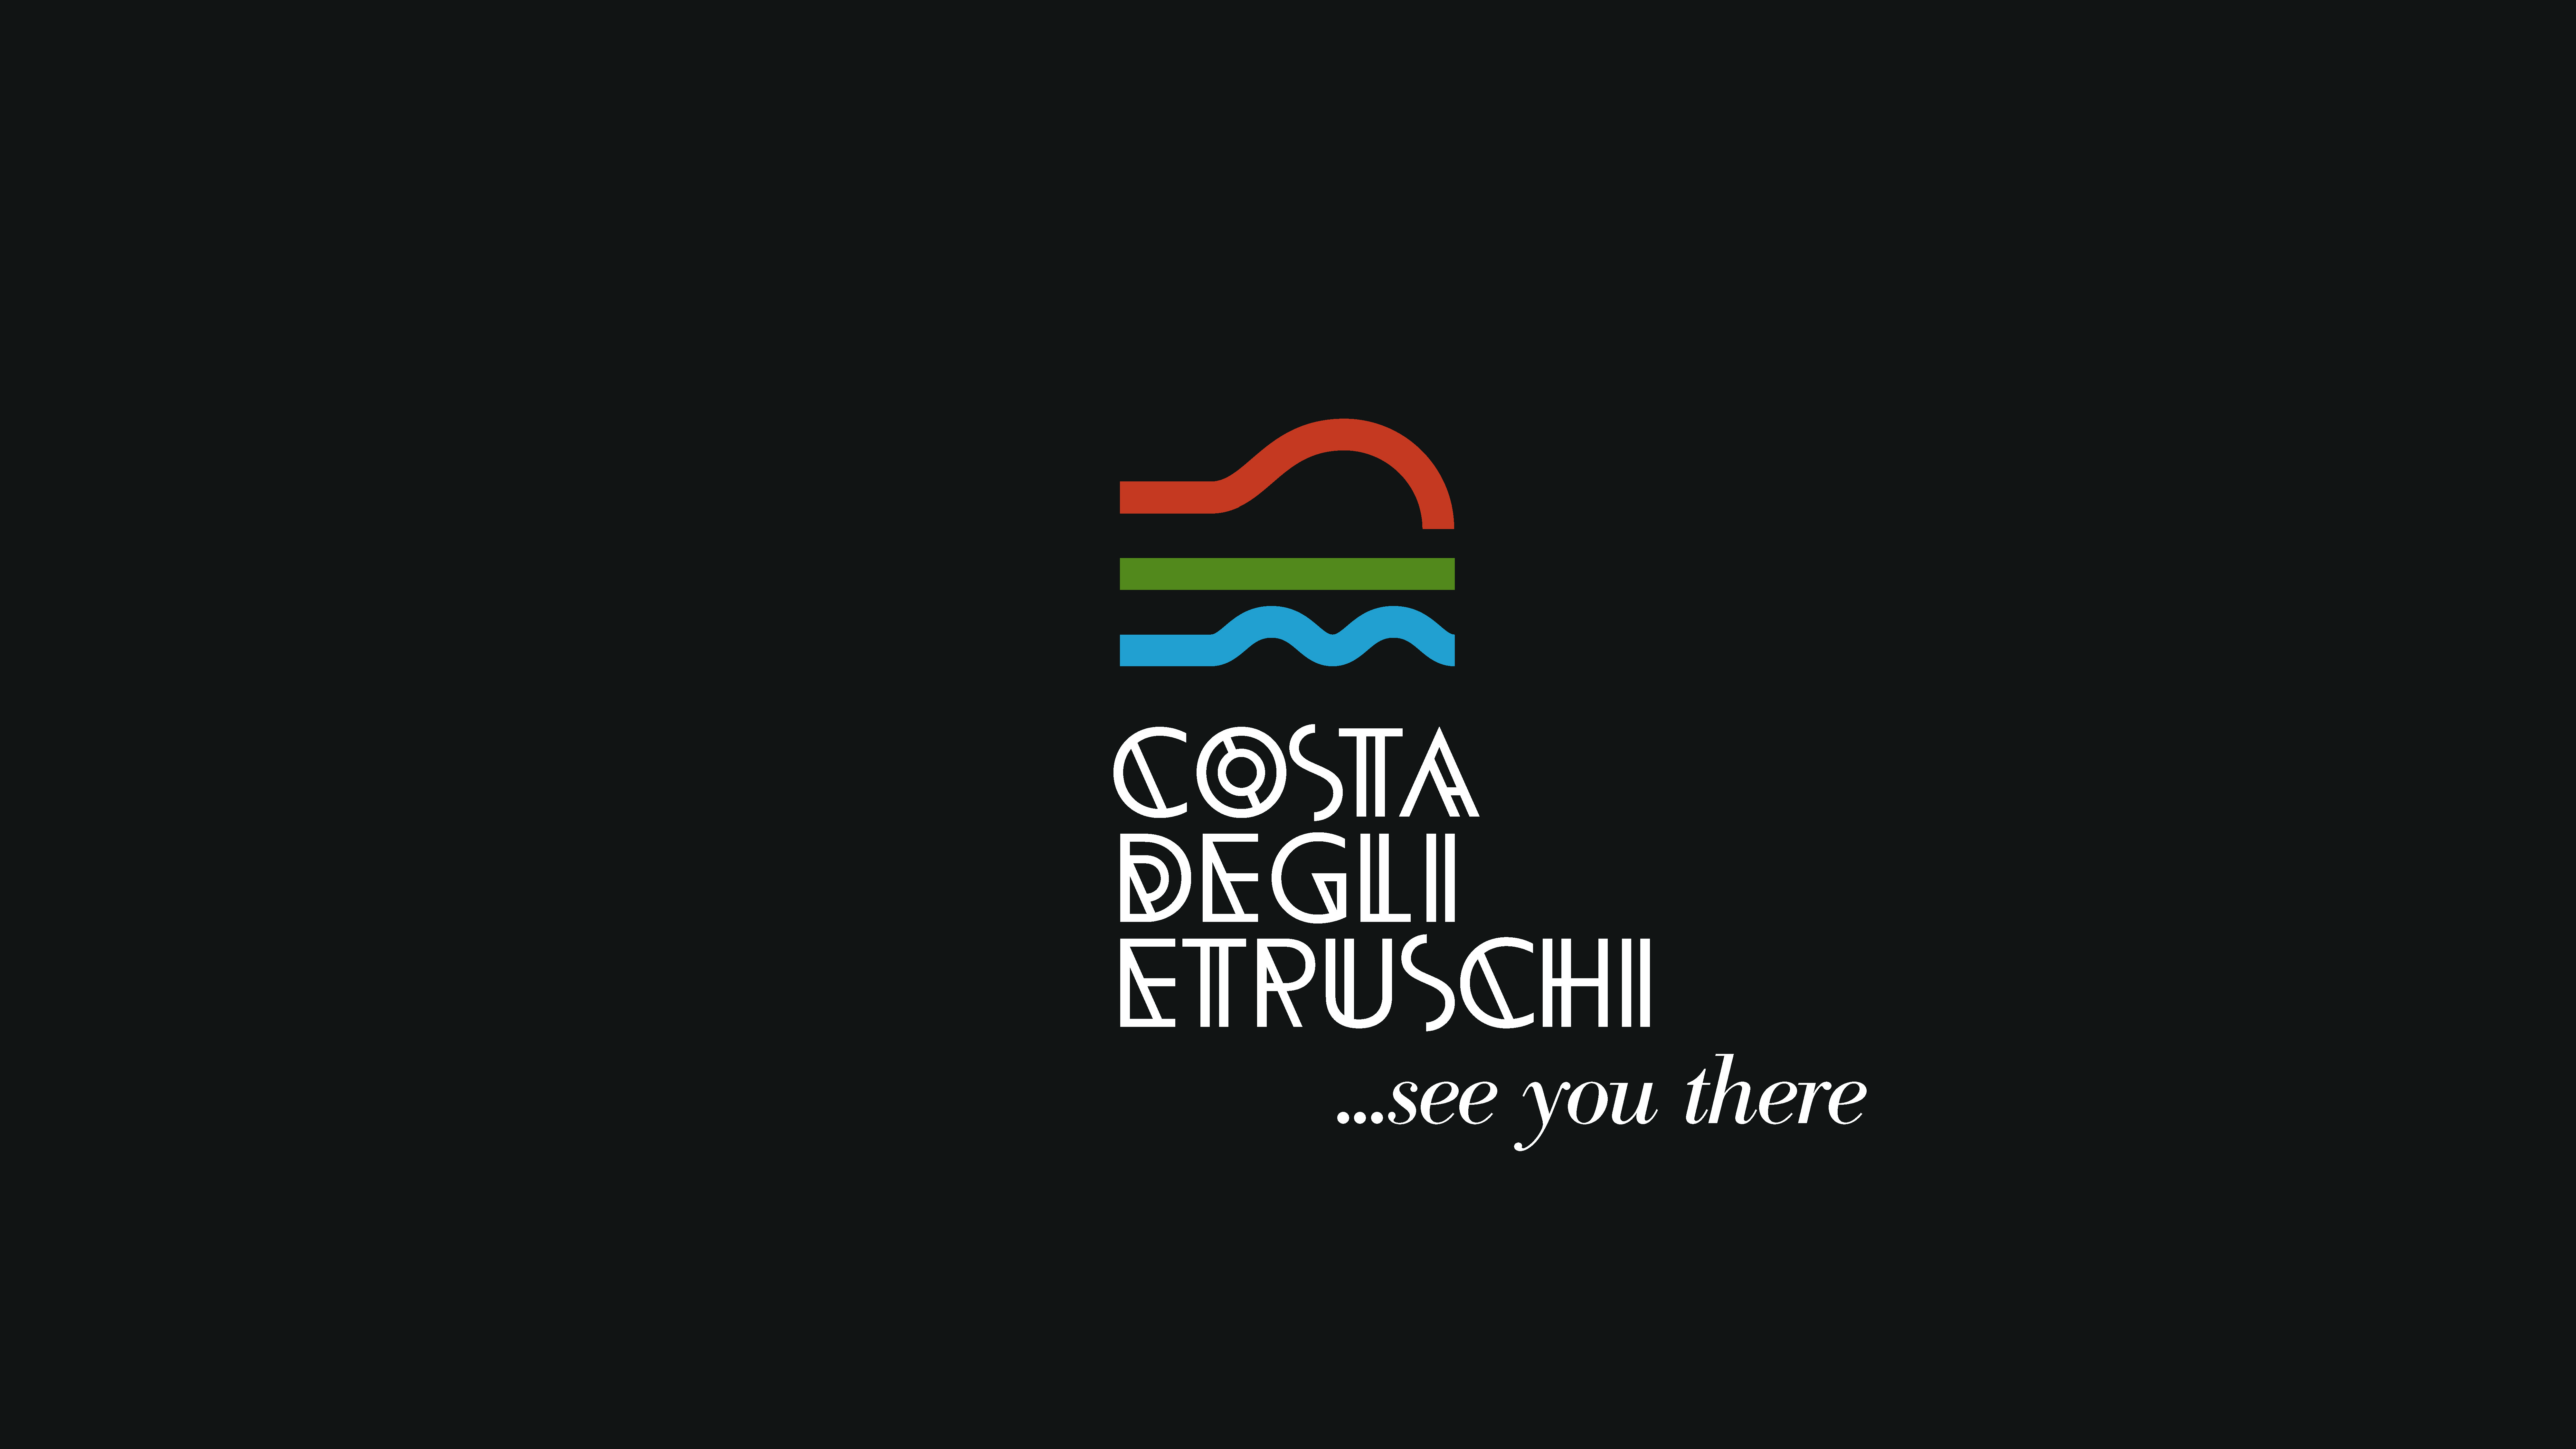 COSTA
DEGLI
ETRUSCHI
...see you there